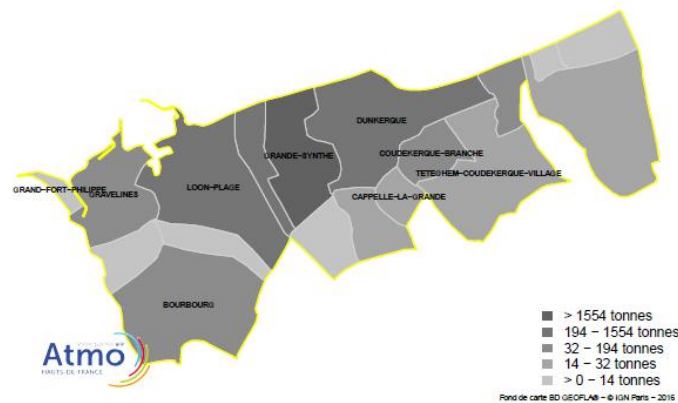 DUNKERQUE
GRANDE-SYNTHE
COUDEKERQUE-BRANCHE
TETEGHEM-COUDEKERQUE-VILLAGE
GRAND-FORT-PHILIPPE
GRAVELINES
LOON-PLAGE
CAPPELLE-LA-GRANDE
BOURBOURG
Atmo
HAUTS-DE-FRANCE
> 1554 tonnes
194 - 1554 tonnes
32 - 194 tonnes
14 - 32 tonnes
> 0 - 14 tonnes
Fond de carte BD GEOFLA® - © IGN Paris - 2016